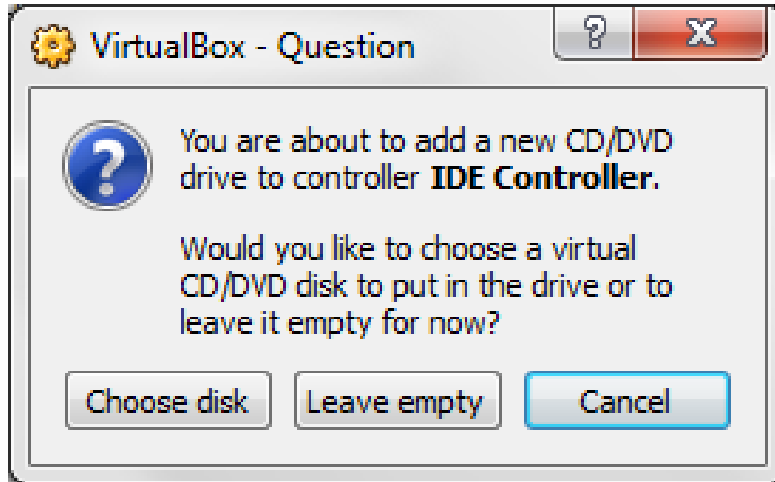 VirtualBox - Question
You are about to add a new CD/DVD
drive to controller IDE Controller.
Would you like to choose a virtual
CD/DVD disk to put in the drive or to
leave it empty for now?
Choose disk Leave empty Cancel